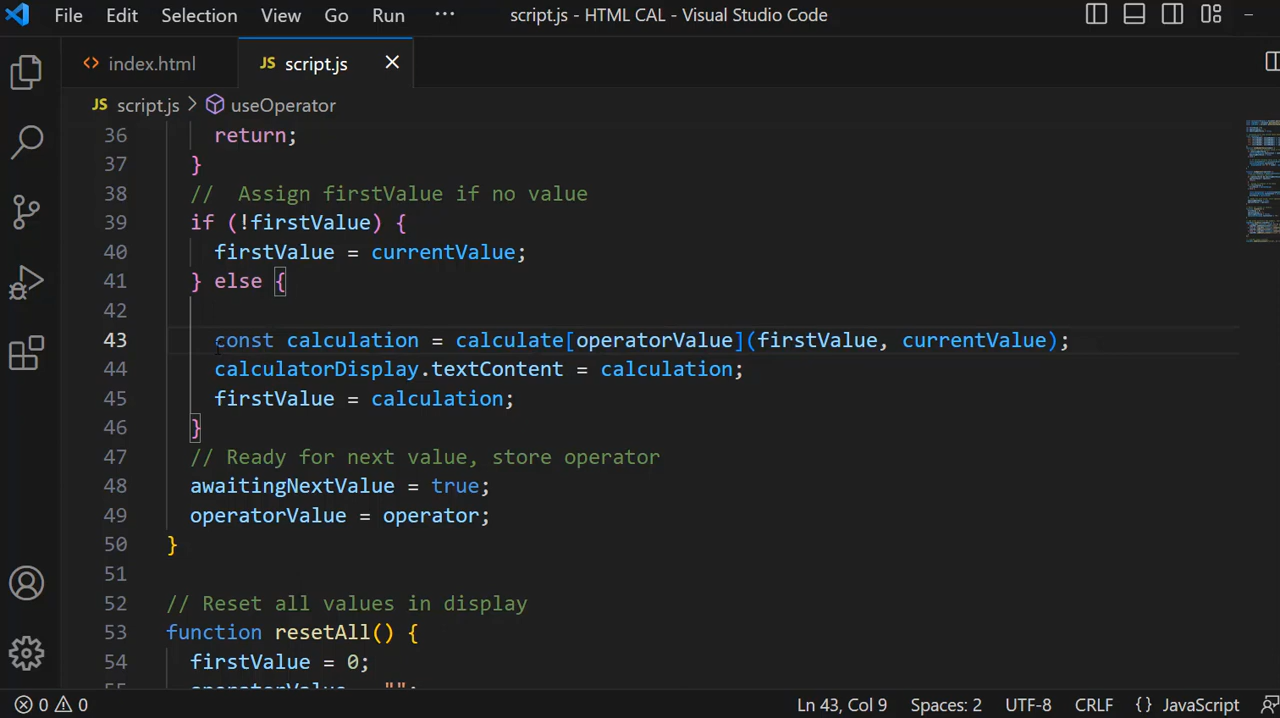 File Edit Selection View Go Run ··· script.js - HTML CAL - Visual Studio Code
index.html JS script.js
JS script.js > useOperator
36 return;
37 }
38 // Assign firstValue if no value
39 if (!firstValue) {
40 firstValue = currentValue;
41 } else {
42
43 const calculation = calculate[operatorValue](firstValue, currentValue);
44 calculatorDisplay.textContent = calculation;
45 firstValue = calculation;
46 }
47 // Ready for next value, store operator
48 awaitingNextValue = true;
49 operatorValue = operator;
50 }
51
52 // Reset all values in display
53 function resetAll() {
54 firstValue = 0;
0 0 Ln 43, Col 9 Spaces: 2 UTF-8 CRLF {} JavaScript